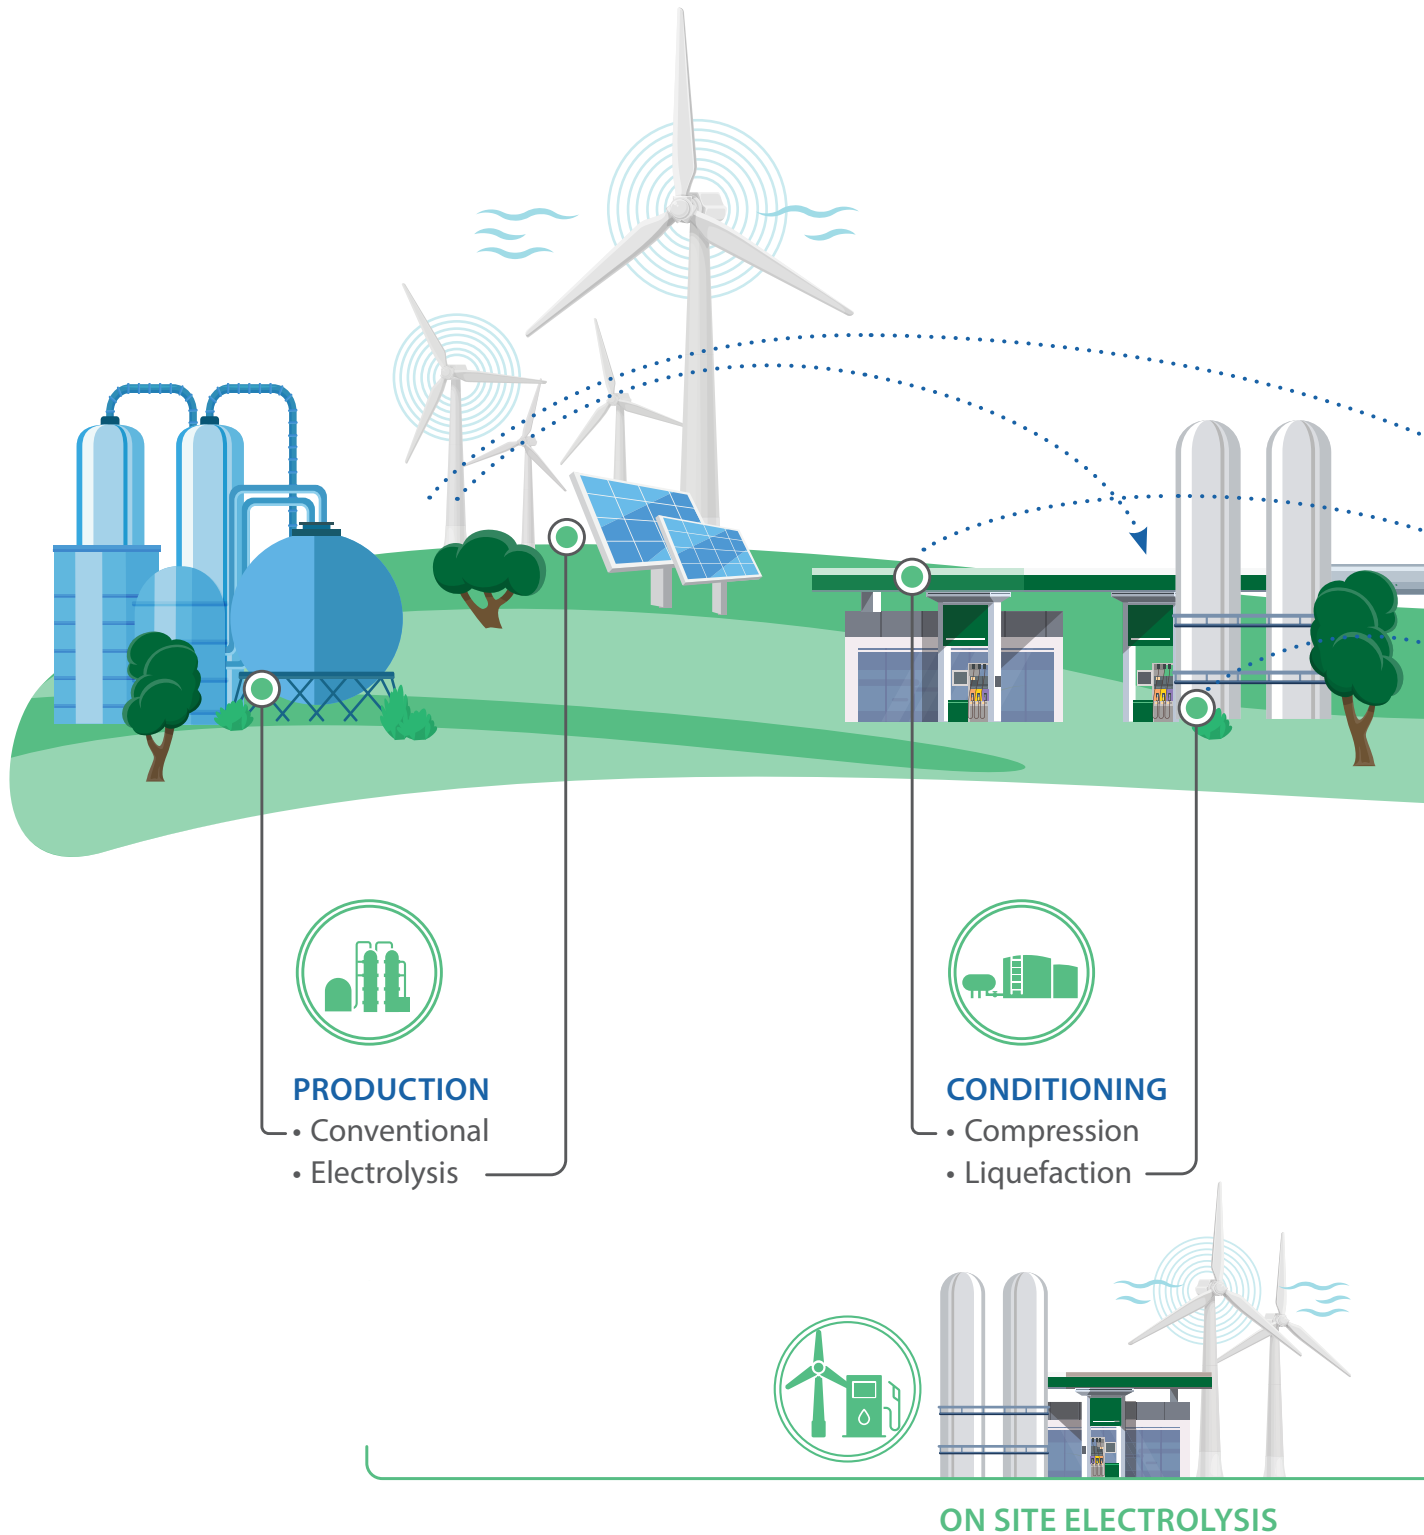 PRODUCTION
• Conventional
• Electrolysis
CONDITIONING
• Compression
• Liquefaction
ON SITE ELECTROLYSIS